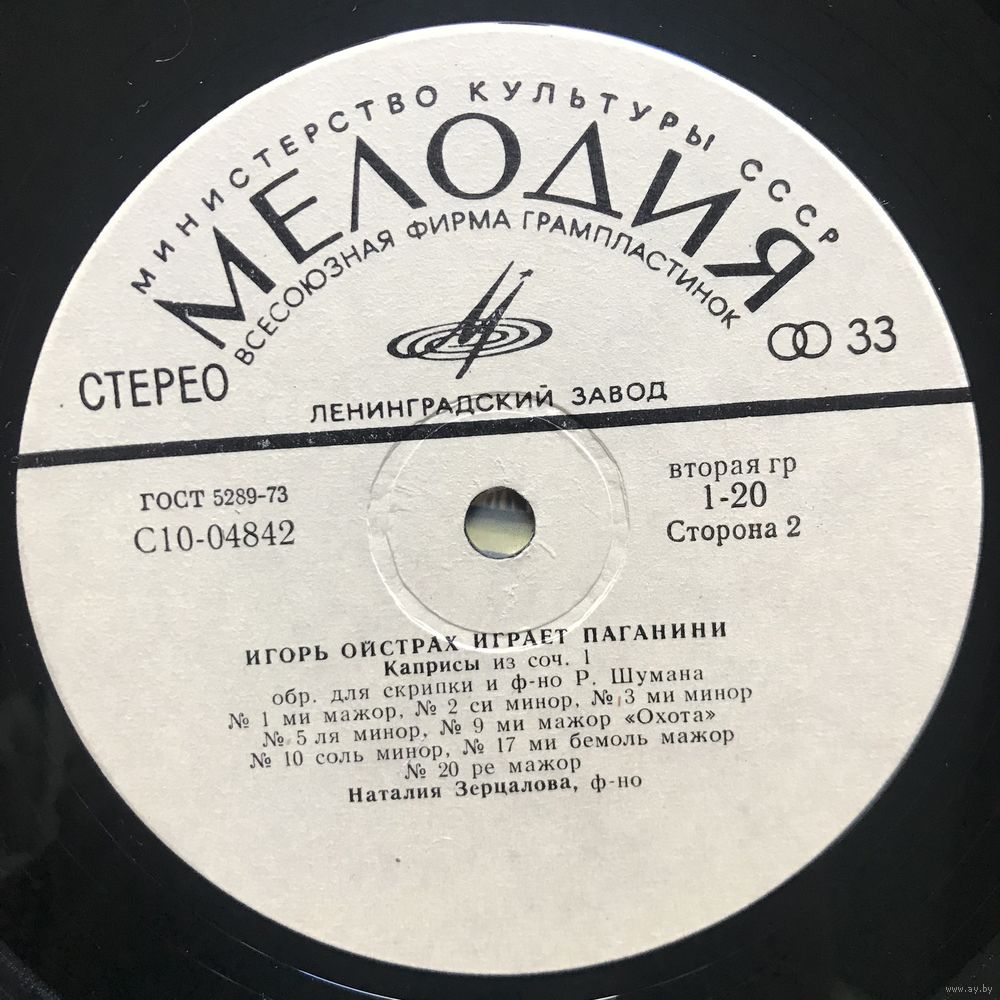 МИНИСТЕРСТВО КУЛЬТУРЫ СССР
МЕЛОДИЯ
ВСЕСОЮЗНАЯ ФИРМА ГРАМПЛАСТИНОК
СТЕРЕО
33
ЛЕНИНГРАДСКИЙ ЗАВОД
ГОСТ 5289-73
С10-04842
вторая гр
1-20
Сторона 2
ИГОРЬ ОЙСТРАХ ИГРАЕТ ПАГАНИНИ
Каприсы из соч. 1
обр. для скрипки и ф-но Р. Шумана
№ 1 ми мажор, № 2 си минор, № 3 ми минор
№ 5 ля минор, № 9 ми мажор «Охота»
№ 10 соль минор, № 17 ми бемоль мажор
№ 20 ре мажор
Наталия Зерцалова, ф-но
www.ay.by